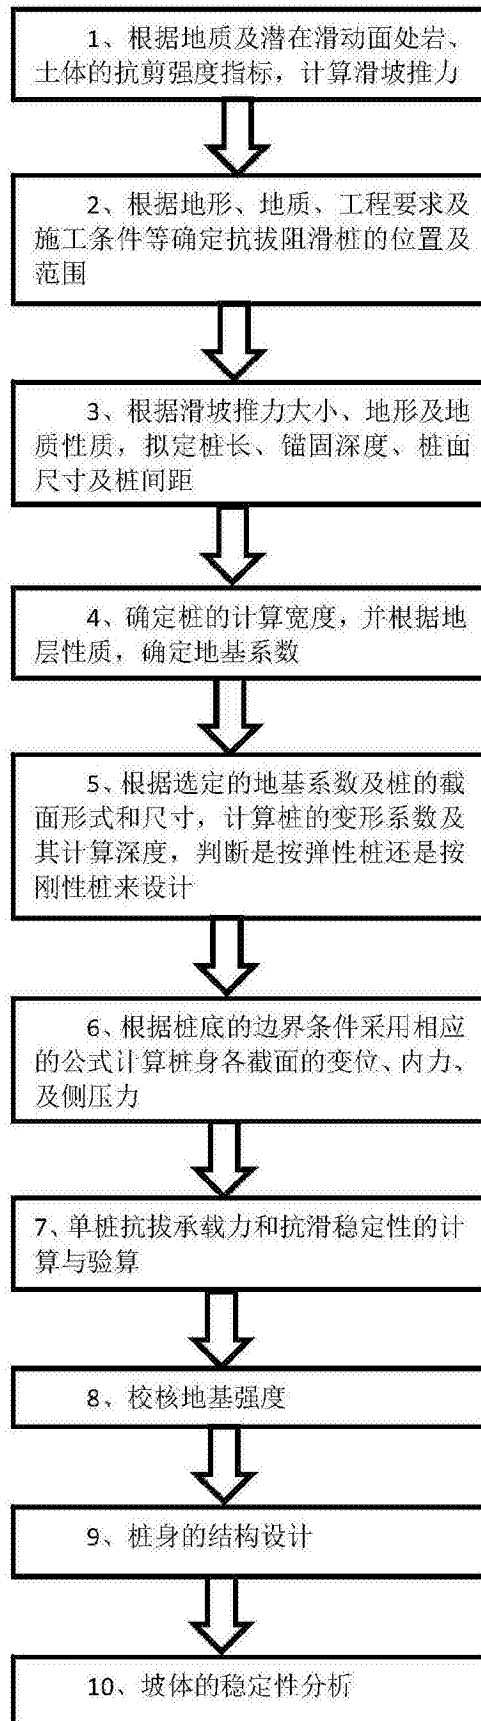 1、根据地质及潜在滑动面处岩、
土体的抗剪强度指标，计算滑坡推力
2、根据地形、地质、工程要求及
施工条件等确定抗拔阻滑桩的位置及
范围
3、根据滑坡推力大小、地形及地
质性质，拟定桩长、锚固深度、桩面
尺寸及桩间距
4、确定桩的计算宽度，并根据地
层性质，确定地基系数
5、根据选定的地基系数及桩的截
面形式和尺寸，计算桩的变形系数及
其计算深度，判断是按弹性桩还是按
刚性桩来设计
6、根据桩底的边界条件采用相应
的公式计算桩身各截面的变位、内力、
及侧压力
7、单桩抗拔承载力和抗滑稳定性的计
算与验算
8、校核地基强度
9、桩身的结构设计
10、坡体的稳定性分析